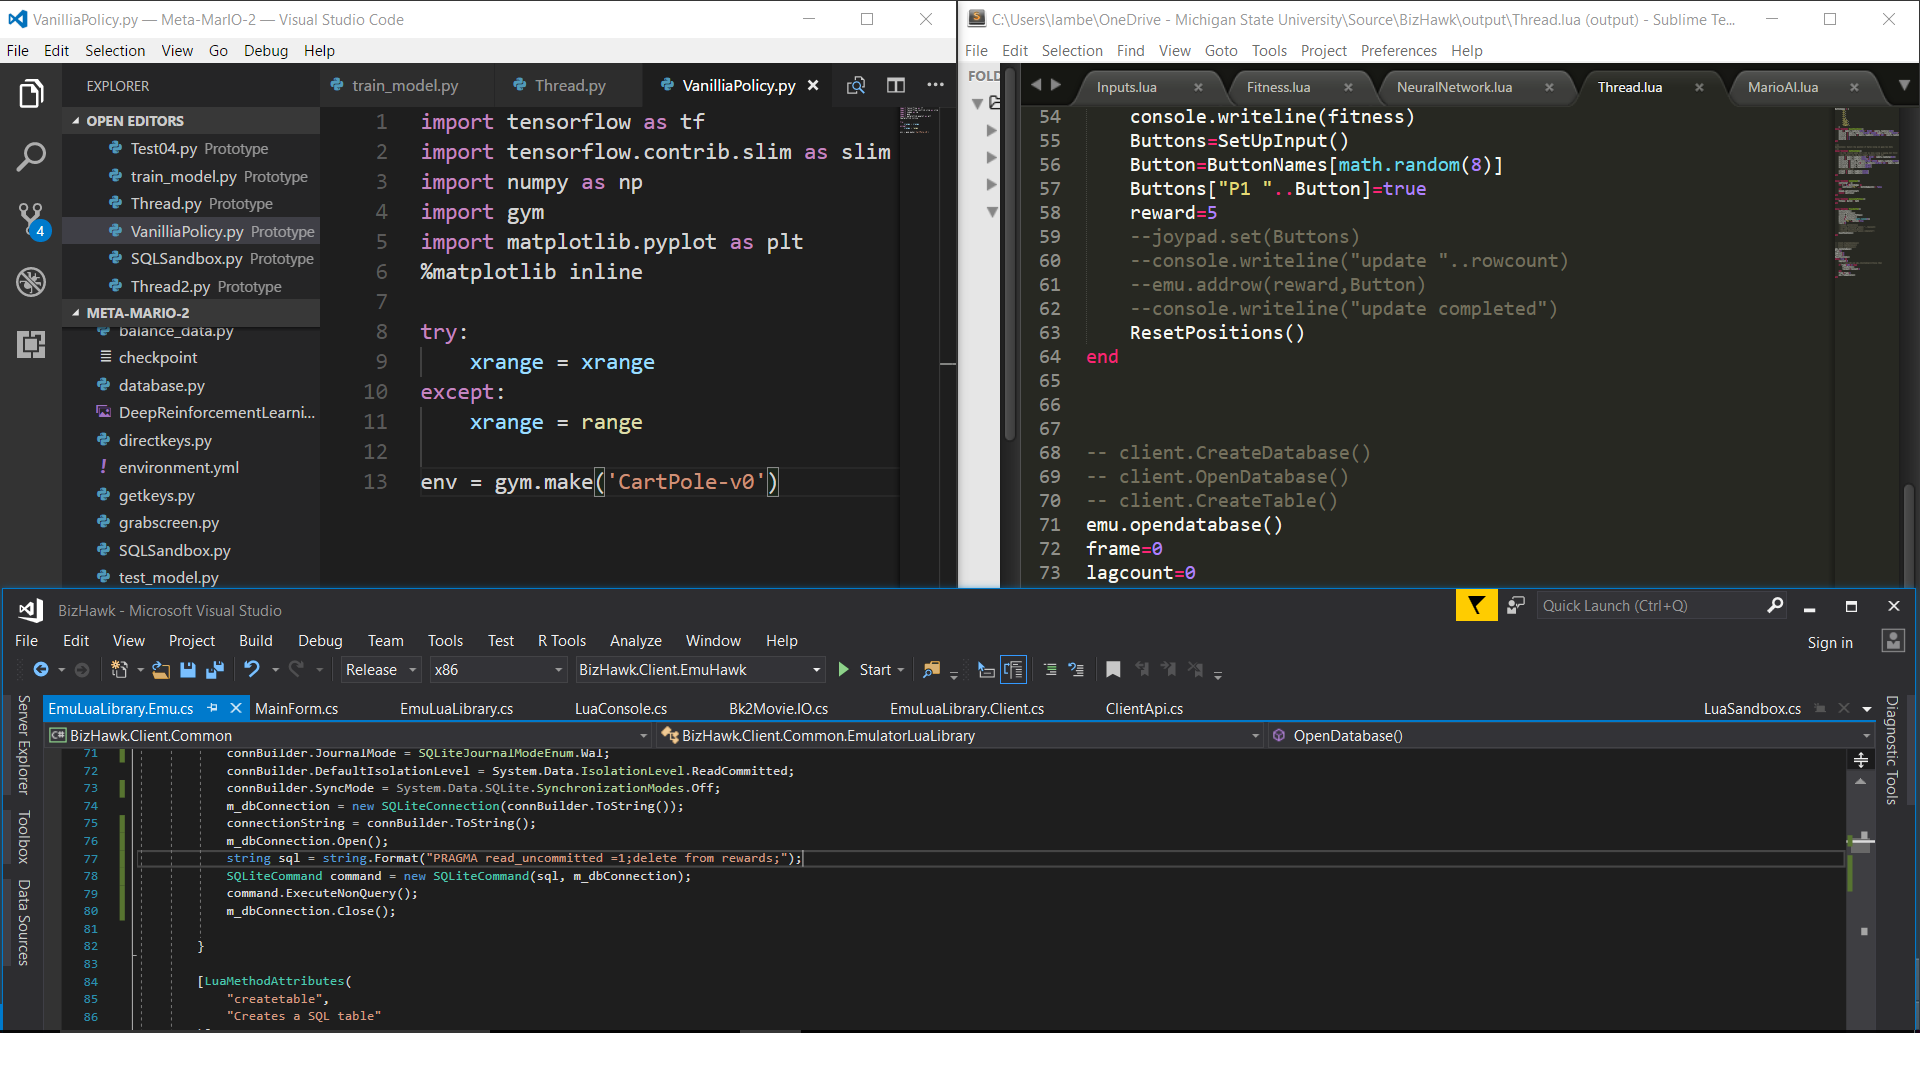 VanilliaPolicy.py — Meta-MarIO-2 — Visual Studio Code
File Edit Selection View Go Debug Help
EXPLORER
OPEN EDITORS
Test04.py Prototype
train_model.py Prototype
Thread.py Prototype
4
VanilliaPolicy.py Prototype
SQLSandbox.py Prototype
Thread2.py Prototype
META-MARIO-2
balance_data.py
checkpoint
database.py
DeepReinforcementLearni...
directkeys.py
environment.yml
getkeys.py
grabscreen.py
SQLSandbox.py
test_model.py
train_model.py Thread.py VanilliaPolicy.py
1 import tensorflow as tf
2 import tensorflow.contrib.slim as slim
3 import numpy as np
4 import gym
5 import matplotlib.pyplot as plt
6 %matplotlib inline
7
8 try:
9 xrange = xrange
10 except:
11 xrange = range
12
13 env = gym.make('CartPole-v0')
C:\Users\Iambe\OneDrive - Michigan State University\Source\BizHawk\output\Thread.lua (output) - Sublime Te...
File Edit Selection Find View Goto Tools Project Preferences Help
FOLD
Inputs.lua Fitness.lua NeuralNetwork.lua Thread.lua MarioAI.lua
54 console.writeline(fitness)
55 Buttons=SetUpInput()
56 Button=ButtonNames[math.random(8)]
57 Buttons["P1 "..Button]=true
58 reward=5
59 --joypad.set(Buttons)
60 --console.writeline("update "..rowcount)
61 --emu.addrow(reward,Button)
62 --console.writeline("update completed")
63 ResetPositions()
64 end
65
66
67
68 -- client.CreateDatabase()
69 -- client.OpenDatabase()
70 -- client.CreateTable()
71 emu.opendatabase()
72 frame=0
73 lagcount=0
BizHawk - Microsoft Visual Studio
Quick Launch (Ctrl+Q)
File Edit View Project Build Debug Team Tools Test R Tools Analyze Window Help
Sign in
Release x86 BizHawk.Client.EmuHawk Start
EmuLuaLibrary.Emu.cs MainForm.cs EmuLuaLibrary.cs LuaConsole.cs Bk2Movie.IO.cs EmuLuaLibrary.Client.cs ClientApi.cs LuaSandbox.cs
C# BizHawk.Client.Common BizHawk.Client.Common.EmulatorLuaLibrary OpenDatabase()
Server Explorer
Toolbox
Data Sources
71 connBuilder.JournalMode = SQLiteJournalModeEnum.Wal;
72 connBuilder.DefaultIsolationLevel = System.Data.IsolationLevel.ReadCommitted;
73 connBuilder.SyncMode = System.Data.SQLite.SynchronizationModes.Off;
74 m_dbConnection = new SQLiteConnection(connBuilder.ToString());
75 connectionString = connBuilder.ToString();
76 m_dbConnection.Open();
77 string sql = string.Format("PRAGMA read_uncommitted =1;delete from rewards;");
78 SQLiteCommand command = new SQLiteCommand(sql, m_dbConnection);
79 command.ExecuteNonQuery();
80 m_dbConnection.Close();
81
82 }
83
84 [LuaMethodAttributes(
85 "createtable",
86 "Creates a SQL table"
Diagnostic Tools